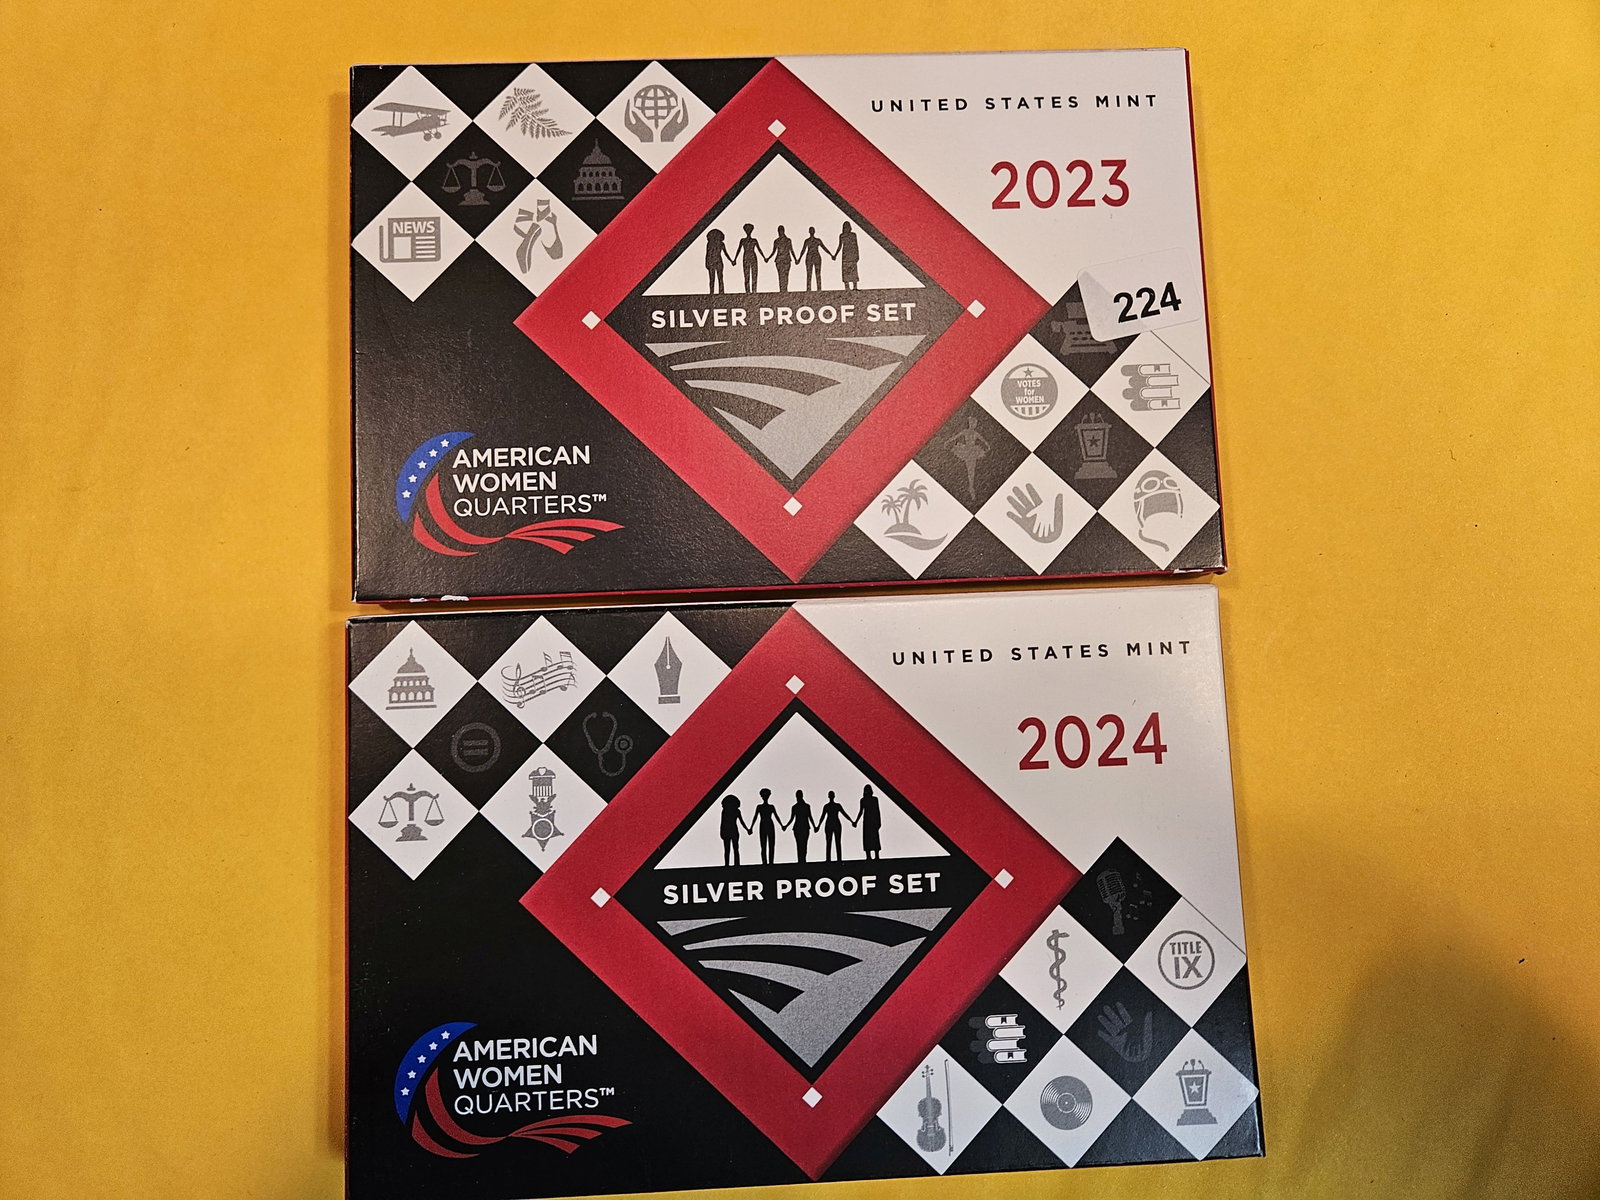 UNITED STATES MINT
2023
NEWS
224
SILVER PROOF SET
VOTES
for
WOMEN
AMERICAN
WOMEN
QUARTERS™
UNITED STATES MINT
2024
SILVER PROOF SET
TITLE
IX
AMERICAN
WOMEN
QUARTERS™